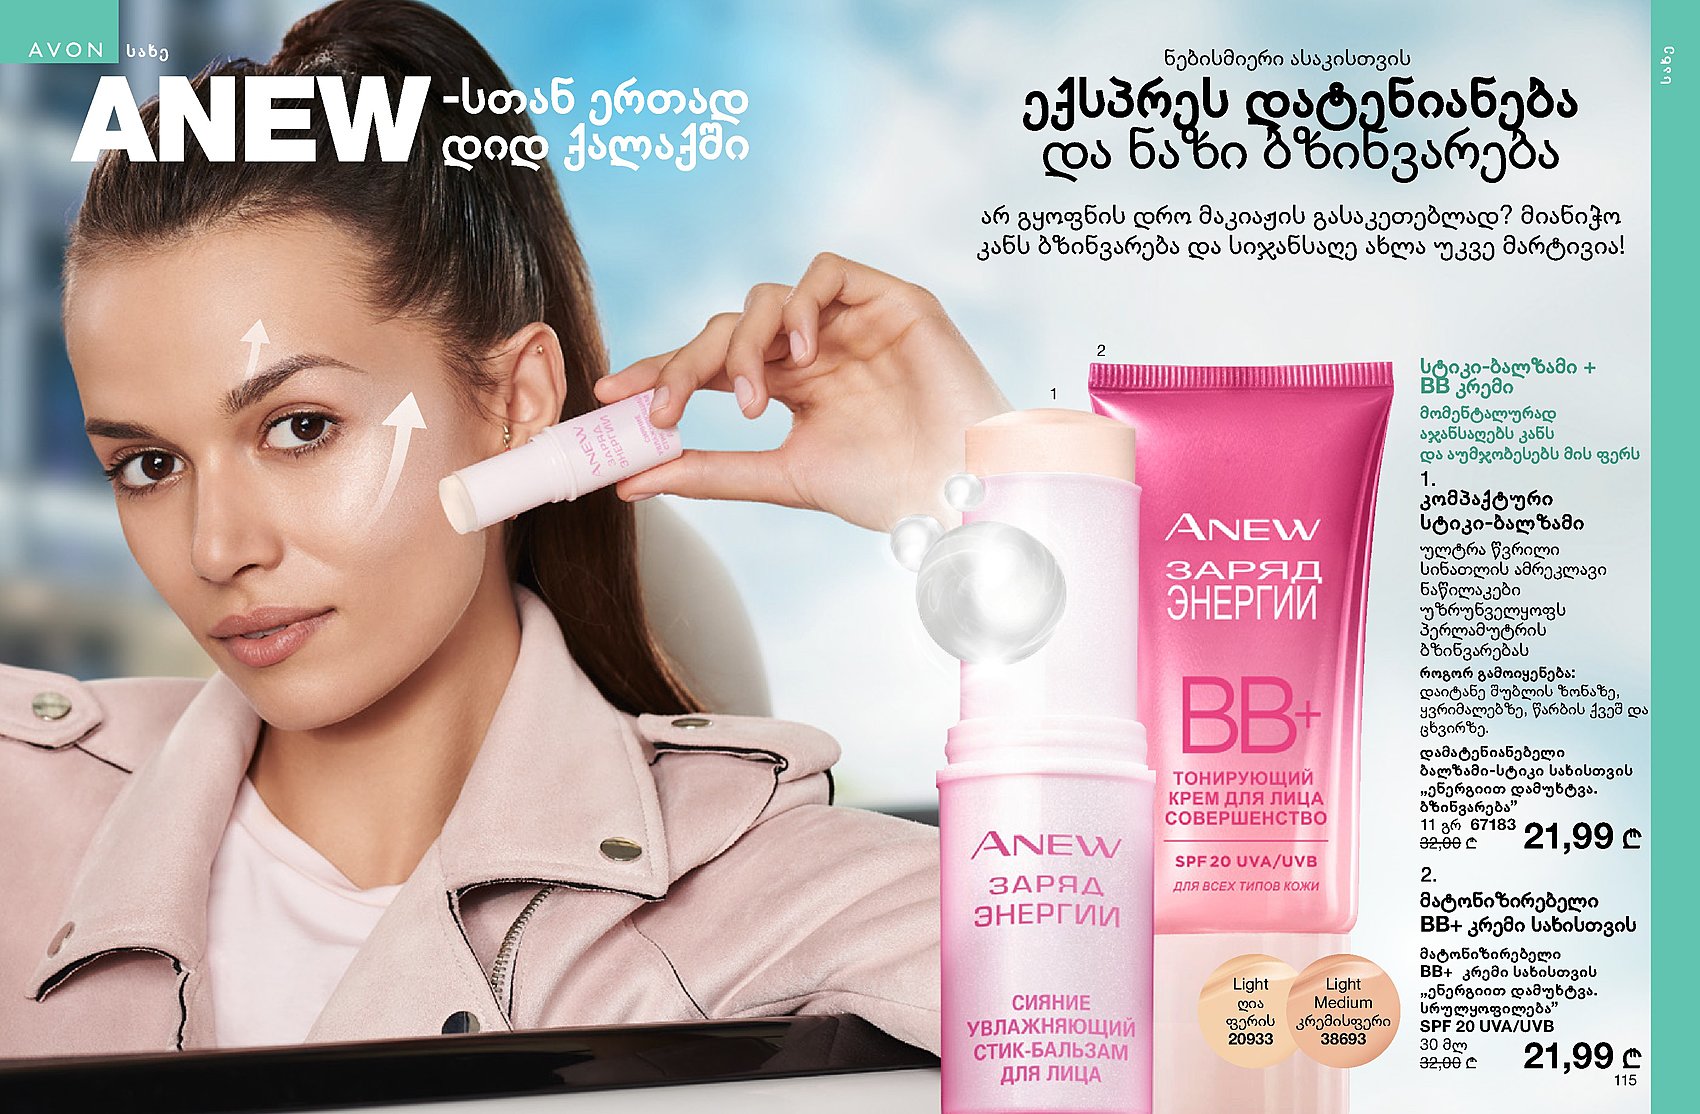 AVON
სახე
ANEW
-სთან ერთად
დიდ ქალაქში
ნებისმიერი ასაკისთვის
ექსპრეს დატენიანება
და ნაზი ბზინვარება
არ გყოფნის დრო მაკიაჟის გასაკეთებლად? მიანიჭო
კანს ბზინვარება და სიჯანსაღე ახლა უკვე მარტივია!
სახე
ANEW
ЗАРЯД
ЭНЕРГИИ
1
2
ANEW
ЗАРЯД
ЭНЕРГИИ
BB+
ТОНИРУЮЩИЙ
КРЕМ ДЛЯ ЛИЦА
СОВЕРШЕНСТВО
SPF20 UVA/UVB
ДЛЯ ВСЕХ ТИПОВ КОЖИ
ANEW
ЗАРЯД
ЭНЕРГИИ
СИЯНИЕ
УВЛАЖНЯЮЩИЙ
СТИК-БАЛЬЗАМ
ДЛЯ ЛИЦА
Light
ღია
ფერის
20933
Light
Medium
კრემისფერი
38693
სტიკი-ბალზამი +
BB კრემი
მომენტალურად
აჯანსაღებს კანს
და აუმჯობესებს მის ფერს
1.
კომპაქტური
სტიკი-ბალზამი
ულტრა წვრილი
სინათლის ამრეკლავი
ნაწილაკები
უზრუნველყოფს
პერლამუტრის
ბზინვარებას
როგორ გამოიყენება:
დაიტანე შუბლის ზონაზე,
ყვრიმალებზე, წარბის ქვეშ და
ცხვირზე.
დამატენიანებელი
ბალზამი-სტიკი სახისთვის
„ენერგიით დამუხტვა.
ბზინვარება”
11 გრ 67183
32,00 ₾ 21,99 ₾
2.
მატონიზირებელი
BB+ კრემი სახისთვის
მატონიზირებელი
BB+ კრემი სახისთვის
„ენერგიით დამუხტვა.
სრულყოფილება”
SPF 20 UVA/UVB
30 მლ
32,00 ₾ 21,99 ₾
115